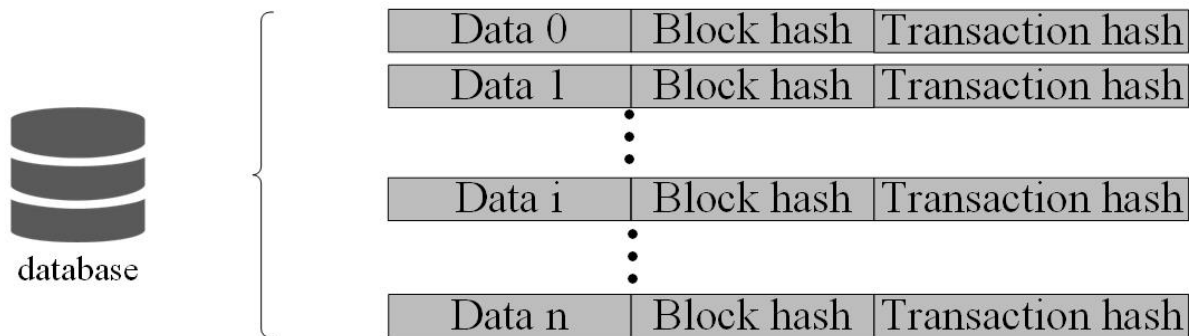 Data 0 Block hash Transaction hash
Data 1 Block hash Transaction hash
Data i Block hash Transaction hash
database
Data n Block hash Transaction hash